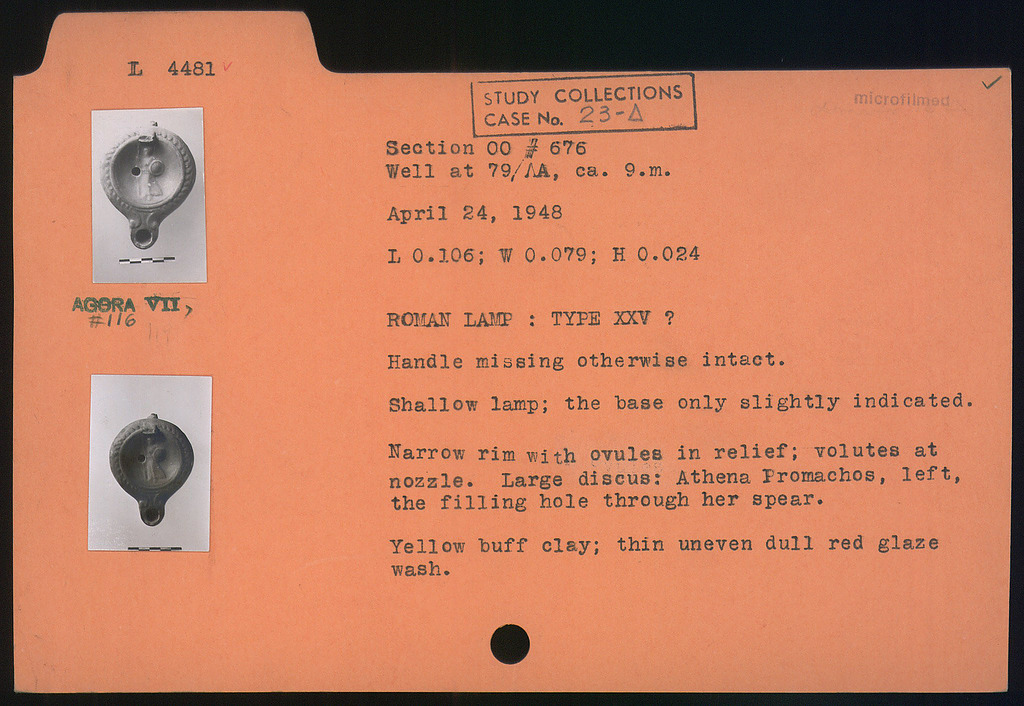 L 4481 ✓
STUDY COLLECTIONS
CASE No. 23-Δ
microfilmed
✓
Section OO # 676
Well at 79/ΛΑ, ca. 9.m.
April 24, 1948
L 0.106; W 0.079; H 0.024
AGORA VII,
#116
ROMAN LAMP : TYPE XXV ?
Handle missing otherwise intact.
Shallow lamp; the base only slightly indicated.
Narrow rim with ovules in relief; volutes at
nozzle. Large discus: Athena Promachos, left,
the filling hole through her spear.
Yellow buff clay; thin uneven dull red glaze
wash.